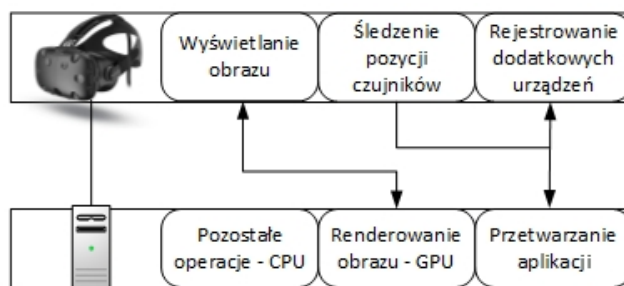 Wyświetlanie
obrazu
Śledzenie
pozycji
czujników
Rejestrowanie
dodatkowych
urządzeń
Pozostałe
operacje - CPU
Renderowanie
obrazu - GPU
Przetwarzanie
aplikacji